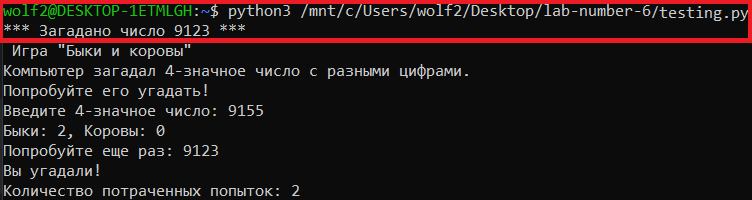 wolf2@DESKTOP-1ETMLGH:~$ python3 /mnt/c/Users/wolf2/Desktop/lab-number-6/testing.py
*** Загадано число 9123 ***
Игра "Быки и коровы"
Компьютер загадал 4-значное число с разными цифрами.
Попробуйте его угадать!
Введите 4-значное число: 9155
Быки: 2, Коровы: 0
Попробуйте еще раз: 9123
Вы угадали!
Количество потраченных попыток: 2